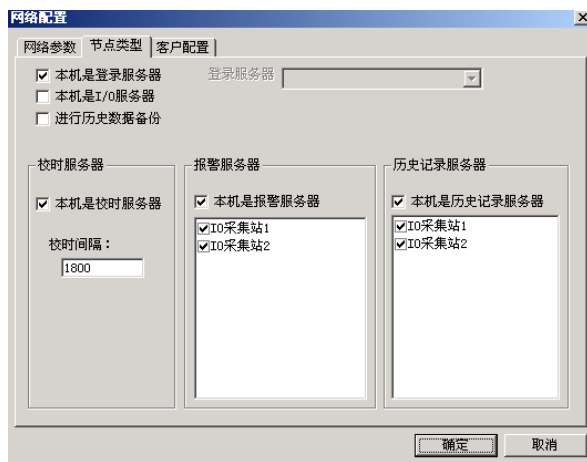 网络配置
网络参数 节点类型 客户配置
本机是登录服务器 登录服务器
本机是I/O服务器
进行历史数据备份
校时服务器 报警服务器 历史记录服务器
本机是校时服务器 本机是报警服务器 本机是历史记录服务器
IO采集站1 IO采集站1
IO采集站2 IO采集站2
校时间隔：
1800
确定 取消